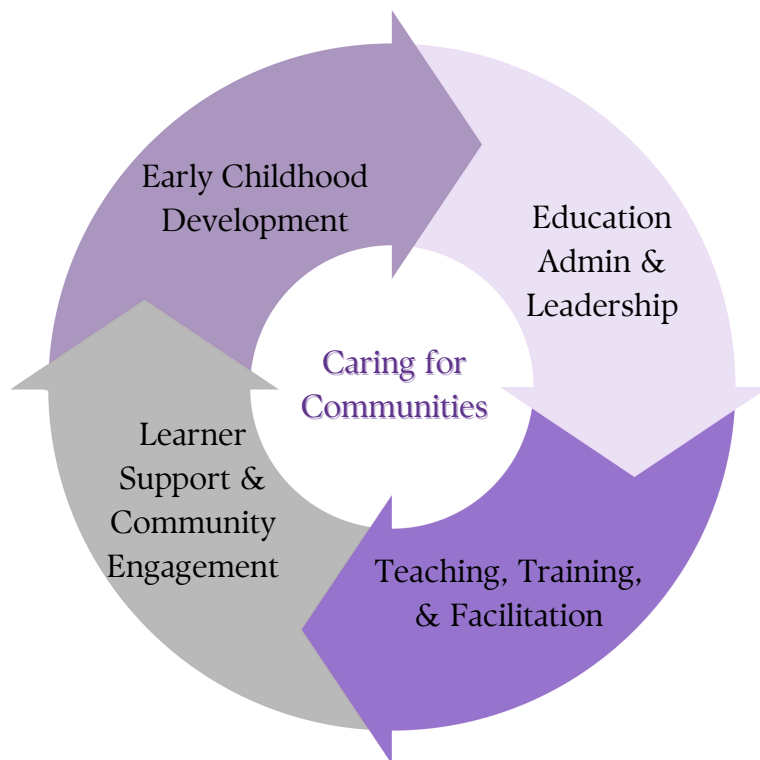 Early Childhood
Development
Education
Admin &
Leadership
Caring for
Communities
Learner
Support &
Community
Engagement
Teaching, Training,
& Facilitation